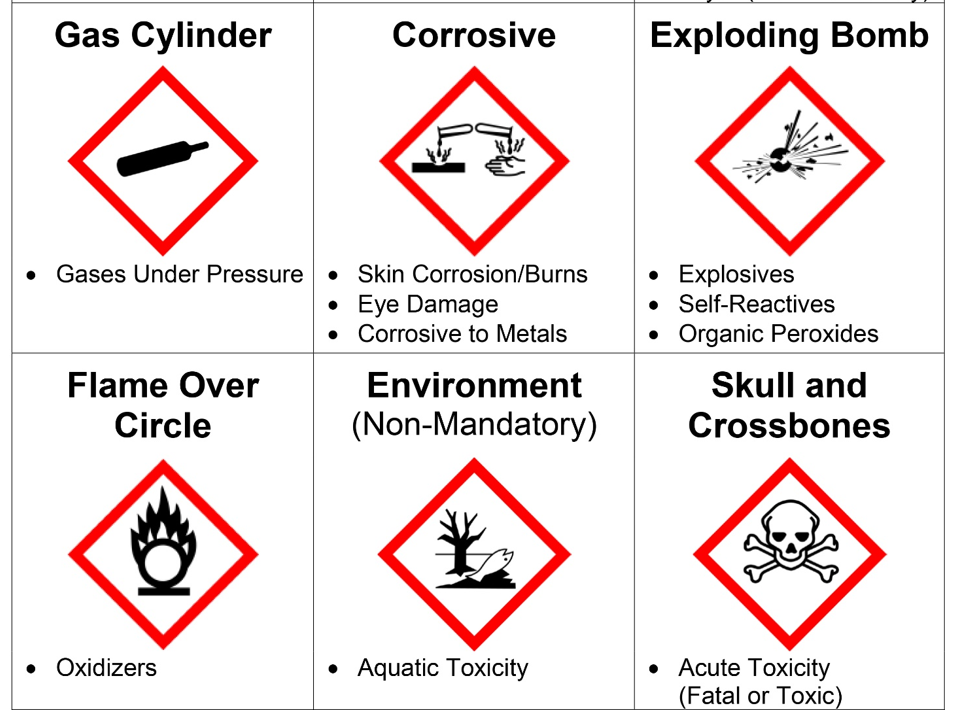 Gas Cylinder
Corrosive
Exploding Bomb
• Gases Under Pressure
• Skin Corrosion/Burns
• Eye Damage
• Corrosive to Metals
• Explosives
• Self-Reactives
• Organic Peroxides
Flame Over
Circle
Environment
(Non-Mandatory)
Skull and
Crossbones
• Oxidizers
• Aquatic Toxicity
• Acute Toxicity
(Fatal or Toxic)